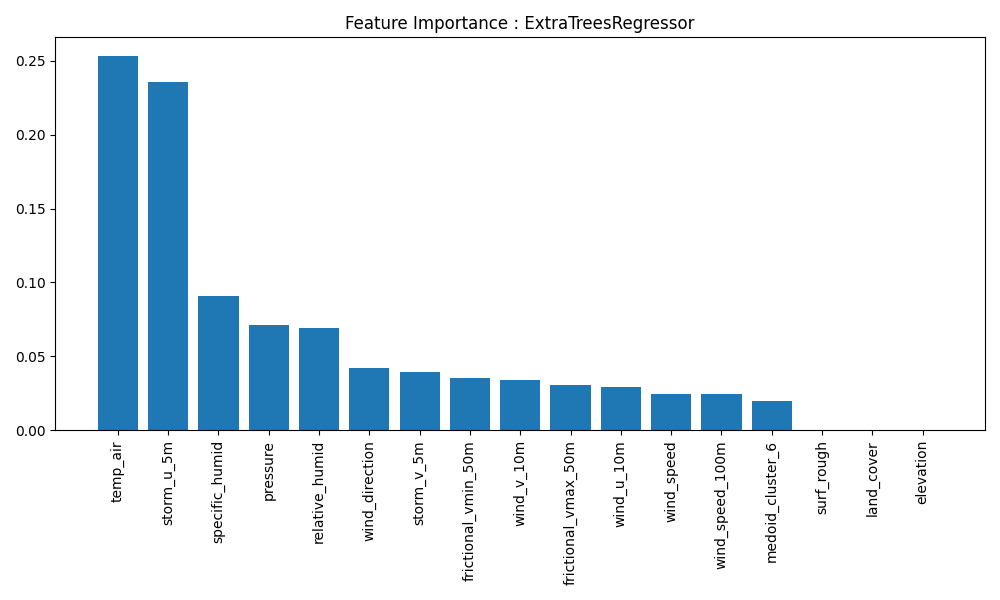 Feature Importance : ExtraTreesRegressor
0.25
0.20
0.15
0.10
0.05
0.00
temp_air
storm_u_5m
specific_humid
pressure
relative_humid
wind_direction
storm_v_5m
frictional_vmin_50m
wind_v_10m
frictional_vmax_50m
wind_u_10m
wind_speed
wind_speed_100m
medoid_cluster_6
surf_rough
land_cover
elevation